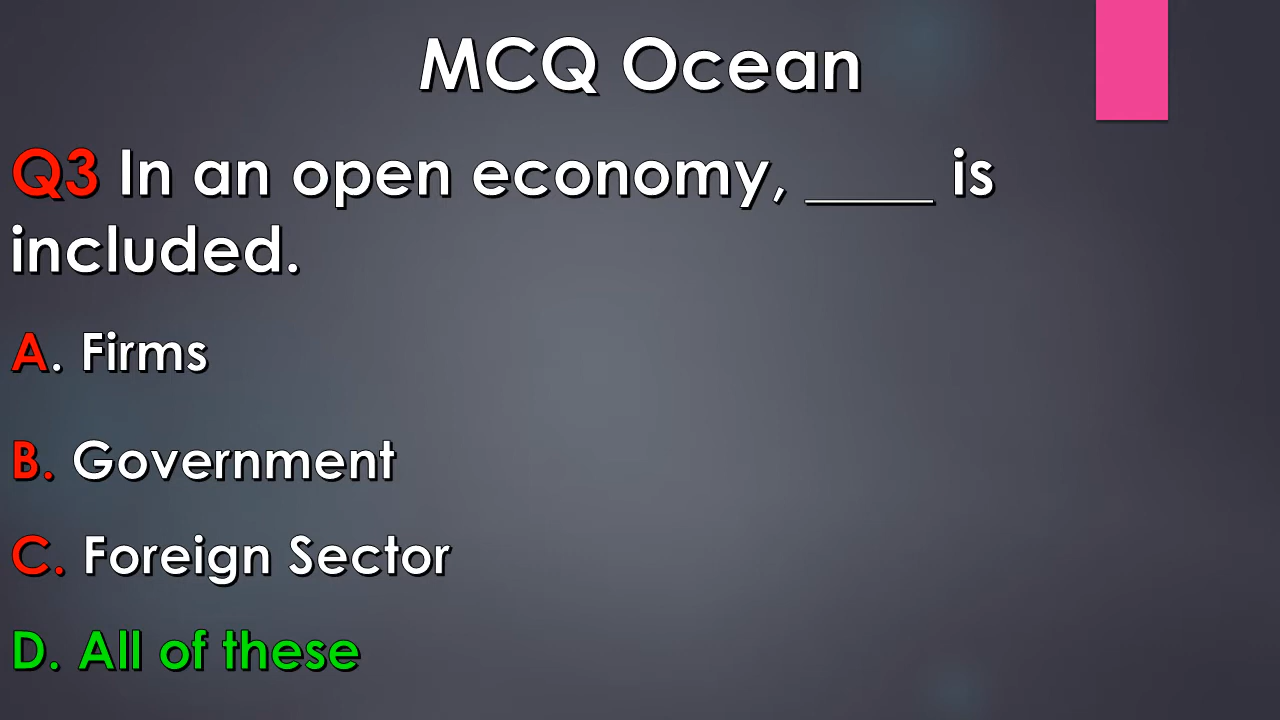 MCQ Ocean
Q3 In an open economy, ____ is
included.
A. Firms
B. Government
C. Foreign Sector
D. All of these